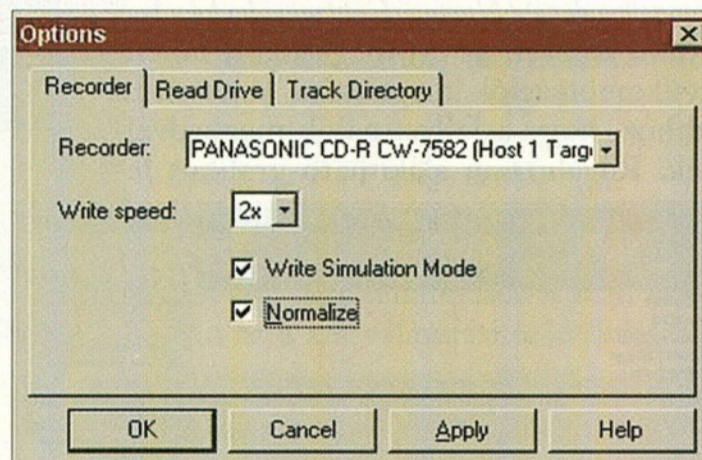 Options
Recorder Read Drive Track Directory
Recorder: PANASONIC CD-R CW-7582 (Host 1 Targ
Write speed: 2x
Write Simulation Mode
Normalize
OK Cancel Apply Help